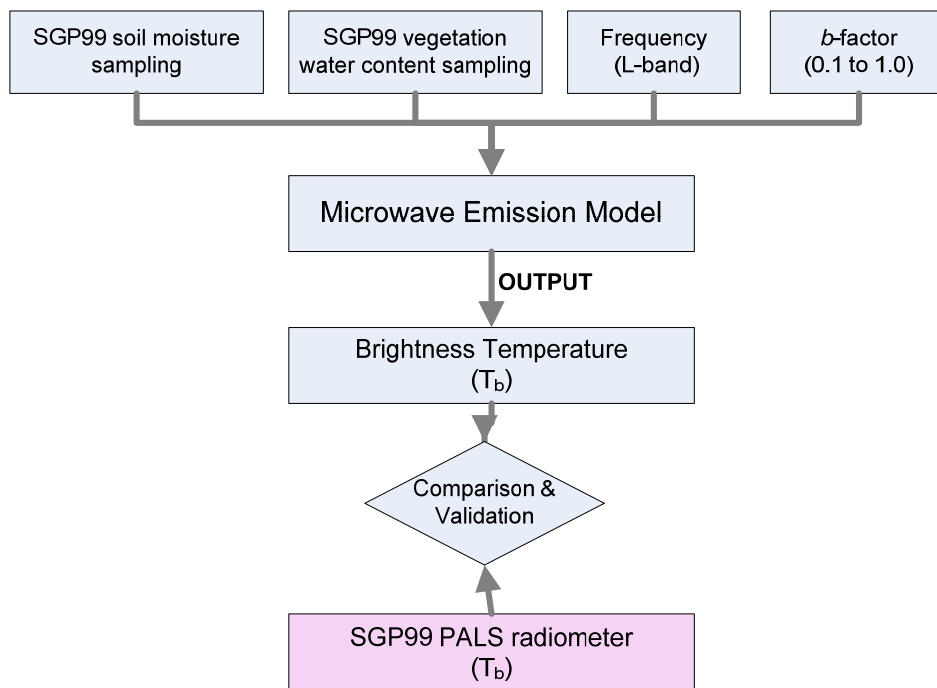 SGP99 soil moisture
sampling
SGP99 vegetation
water content sampling
Frequency
(L-band)
b-factor
(0.1 to 1.0)
Microwave Emission Model
OUTPUT
Brightness Temperature
(Tb)
Comparison &
Validation
SGP99 PALS radiometer
(Tb)